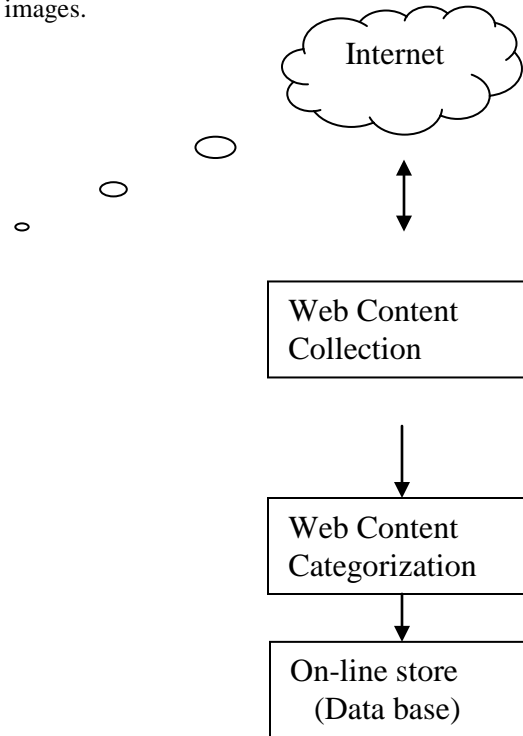 images.
Internet
Web Content
Collection
Web Content
Categorization
On-line store
(Data base)